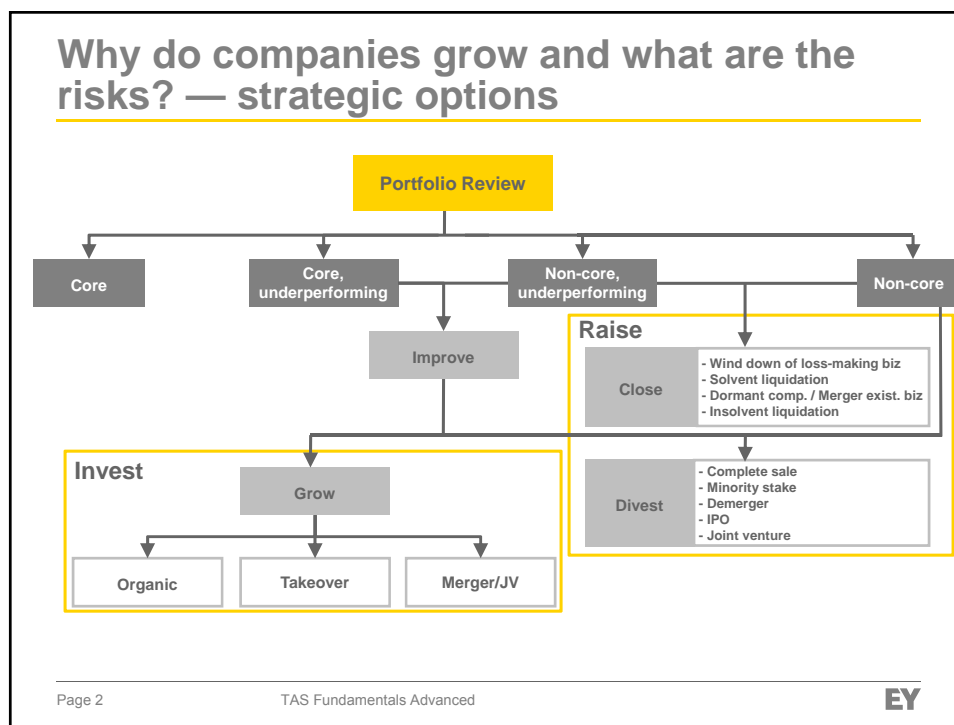 Why do companies grow and what are the
risks? — strategic options
Portfolio Review
Core
Core,
underperforming
Non-core,
underperforming
Non-core
Improve
Raise
Close
- Wind down of loss-making biz
- Solvent liquidation
- Dormant comp. / Merger exist. biz
- Insolvent liquidation
Invest
Grow
Divest
- Complete sale
- Minority stake
- Demerger
- IPO
- Joint venture
Organic
Takeover
Merger/JV
Page 2
TAS Fundamentals Advanced
EY